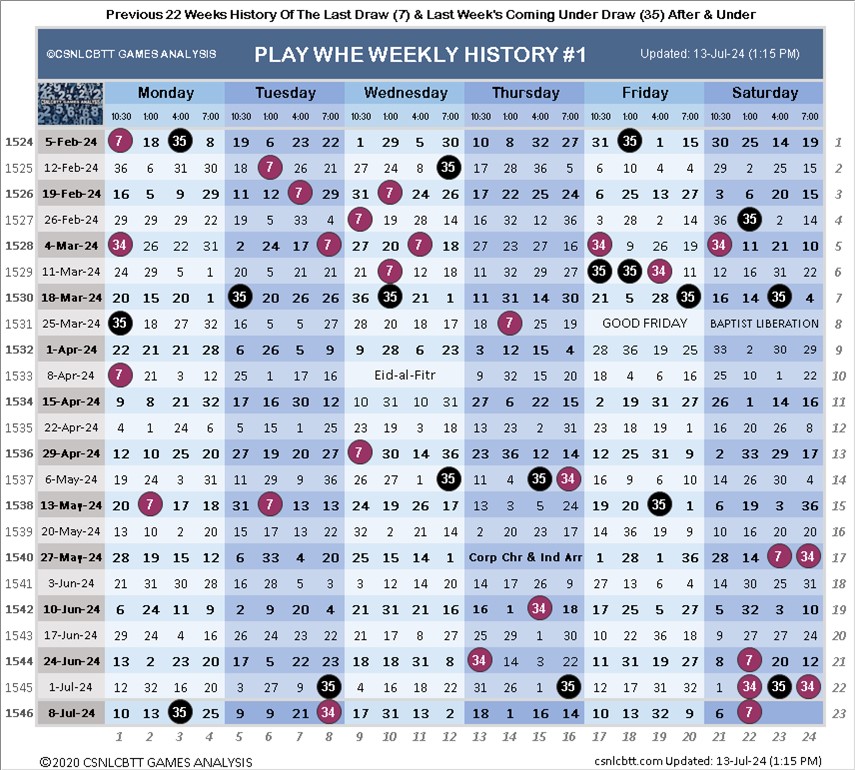 Previous 22 Weeks History Of The Last Draw (7) & Last Week's Coming Under Draw (35) After & Under
©CSNLCBTT GAMES ANALYSIS PLAY WHE WEEKLY HISTORY #1 Updated: 13-Jul-24 (1:15 PM)
Monday Tuesday Wednesday Thursday Friday Saturday
10:30 1:00 4:00 7:00 10:30 1:00 4:00 7:00 10:30 1:00 4:00 7:00 10:30 1:00 4:00 7:00 10:30 1:00 4:00 7:00 10:30 1:00 4:00 7:00
1524 5-Feb-24 7 18 35 8 19 6 23 22 1 29 5 30 10 8 32 27 31 35 1 15 30 25 14 19 1
1525 12-Feb-24 36 6 31 30 18 7 26 21 27 24 8 35 17 28 36 5 6 10 4 4 29 2 25 15 2
1526 19-Feb-24 16 5 9 29 11 12 7 29 31 7 24 26 17 22 25 24 6 25 13 27 3 6 20 15 3
1527 26-Feb-24 29 29 29 22 19 5 33 4 7 19 28 14 16 32 12 36 3 28 2 14 36 35 2 14 4
1528 4-Mar-24 34 26 22 31 2 24 17 7 27 20 7 18 27 23 27 16 34 9 26 19 34 11 21 10 5
1529 11-Mar-24 24 29 5 1 20 5 21 21 10 7 12 18 11 32 29 27 35 35 34 11 12 16 31 22 6
1530 18-Mar-24 20 15 20 1 35 20 26 26 36 35 21 1 11 31 14 30 21 5 28 35 16 14 35 4 7
1531 25-Mar-24 35 18 27 32 16 5 5 27 28 20 18 17 18 7 25 19 GOOD FRIDAY BAPTIST LIBERATION 8
1532 1-Apr-24 22 21 21 28 6 26 5 9 9 28 6 23 3 12 15 4 28 36 19 25 33 2 30 29 9
1533 8-Apr-24 7 21 3 12 25 1 17 16 Eid-al-Fitr 9 32 15 20 18 4 6 16 25 10 1 22 10
1534 15-Apr-24 9 8 21 32 17 16 30 12 10 31 10 31 27 6 22 15 2 19 31 27 26 1 14 16 11
1535 22-Apr-24 4 1 24 6 5 15 1 25 23 19 3 18 13 23 2 31 23 18 19 1 16 20 26 8 12
1536 29-Apr-24 12 10 25 20 27 19 20 27 7 30 14 36 23 36 12 14 4 36 19 31 2 33 29 17 13
1537 6-May-24 19 24 3 31 11 29 9 36 26 27 1 35 11 4 35 34 16 9 6 10 14 26 30 4 14
1538 13-May-24 20 7 17 18 31 7 13 13 24 19 26 17 13 3 5 24 19 20 35 1 6 19 3 36 15
1539 20-May-24 13 10 2 20 15 17 13 22 32 2 21 14 2 20 23 17 14 36 19 9 10 16 20 20 16
1540 27-May-24 28 19 15 12 6 33 4 20 25 15 14 1 Corp Chr & Ind Arr 1 28 1 36 28 14 7 34 17
1541 3-Jun-24 21 31 30 28 16 28 5 3 3 12 14 20 14 17 26 9 27 13 6 4 14 30 25 31 18
1542 10-Jun-24 6 24 11 9 2 9 20 4 21 31 21 16 16 1 34 18 17 25 5 27 5 32 3 10 19
1543 17-Jun-24 29 24 4 16 26 24 23 22 21 17 8 27 25 29 1 30 10 22 36 18 9 27 27 24 20
1544 24-Jun-24 13 2 23 20 17 5 22 23 18 18 31 8 34 14 3 22 11 31 19 27 8 7 20 12 21
1545 1-Jul-24 12 32 16 20 3 27 9 35 4 16 18 22 31 26 1 35 12 17 31 32 1 34 35 34 22
1546 8-Jul-24 10 13 35 25 9 9 21 34 17 31 13 2 18 1 16 14 10 13 32 9 6 7 23
1 2 3 4 5 6 7 8 9 10 11 12 13 14 15 16 17 18 19 20 21 22 23 24
©2020 CSNLCBTT GAMES ANALYSIS csnlcbtt.com Updated: 13-Jul-24 (1:15 PM)